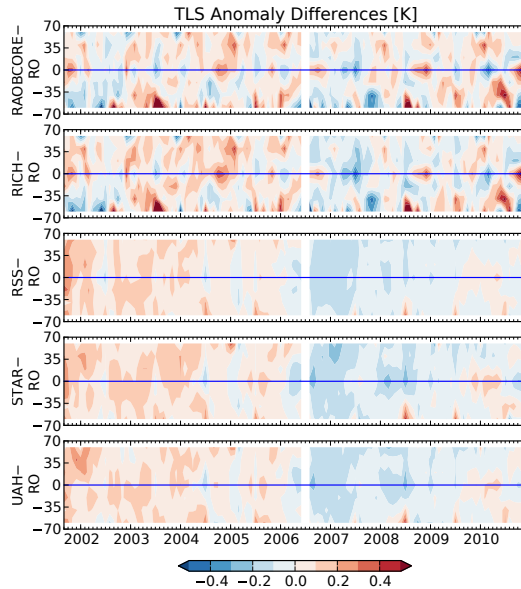 TLS Anomaly Differences [K]
RAOBCORE−
RO
70
35
0
−35
−70
RICH−
RO
70
35
0
−35
−70
RSS−
RO
70
35
0
−35
−70
STAR−
RO
70
35
0
−35
−70
UAH−
RO
70
35
0
−35
−70
2002 2003 2004 2005 2006 2007 2008 2009 2010
−0.4 −0.2 0.0 0.2 0.4